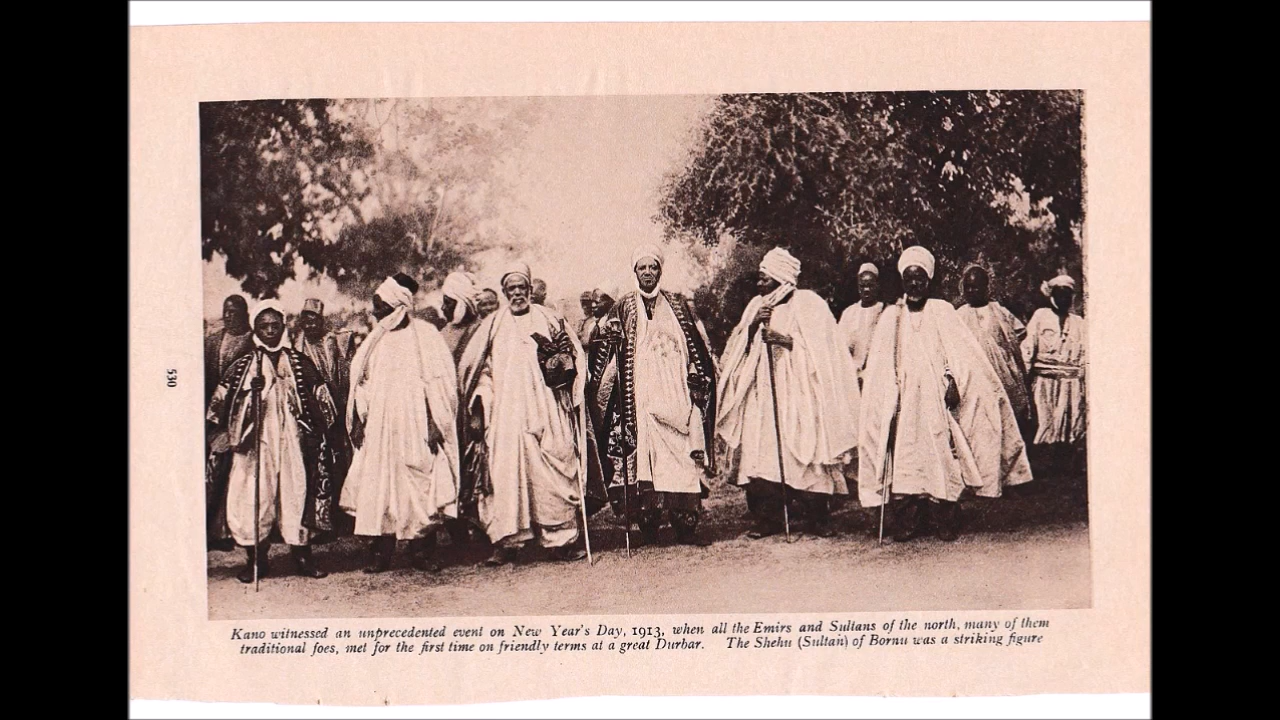 530
Kano witnessed an unprecedented event on New Year's Day, 1913, when all the Emirs and Sultans of the north, many of them
traditional foes, met for the first time on friendly terms at a great Durbar. The Shehu (Sultan) of Bornu was a striking figure